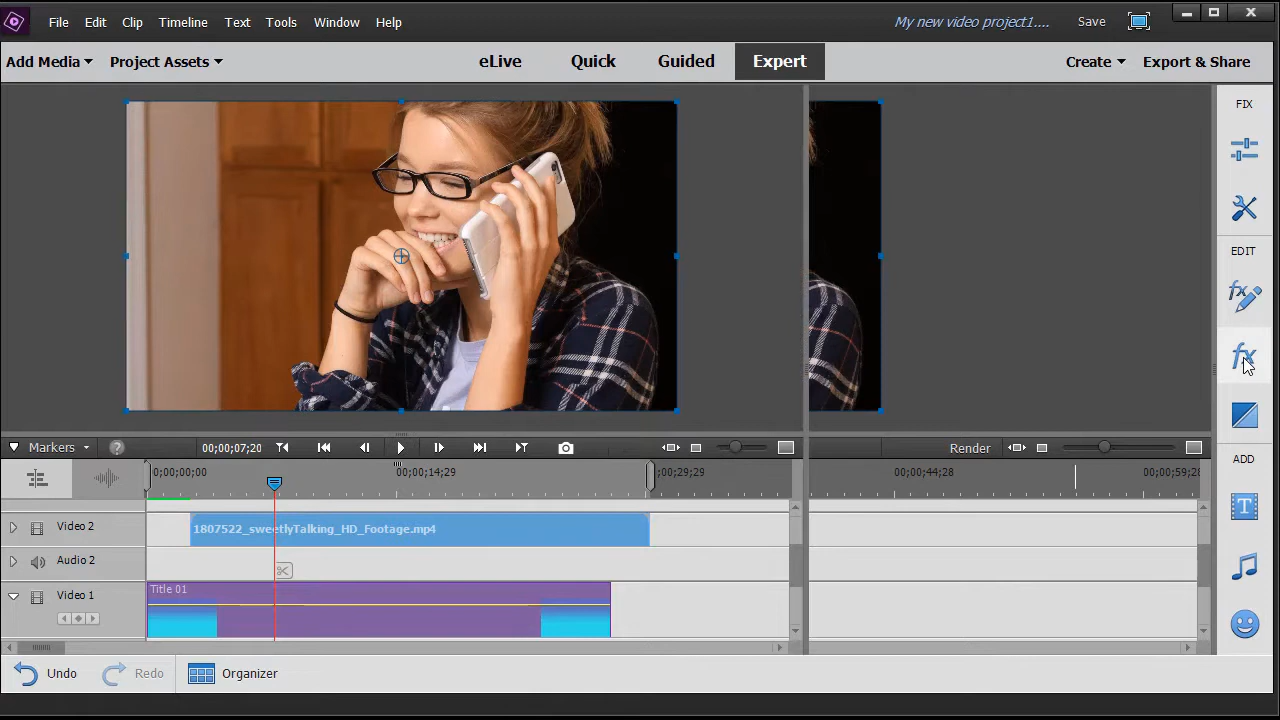 File Edit Clip Timeline Text Tools Window Help
My new video project1.... Save
Add Media Project Assets
eLive Quick Guided Expert
Create Export & Share
FIX
EDIT
Markers ? 00;00;07;20
Render
ADD
0;00;00;00 00;00;14;29 ;00;29;29 00;00;44;28 00;00;59;28
Video 2 1807522_sweetlyTalking_HD_Footage.mp4
Audio 2
Title 01
Video 1
Undo Redo Organizer
fx
fx
T